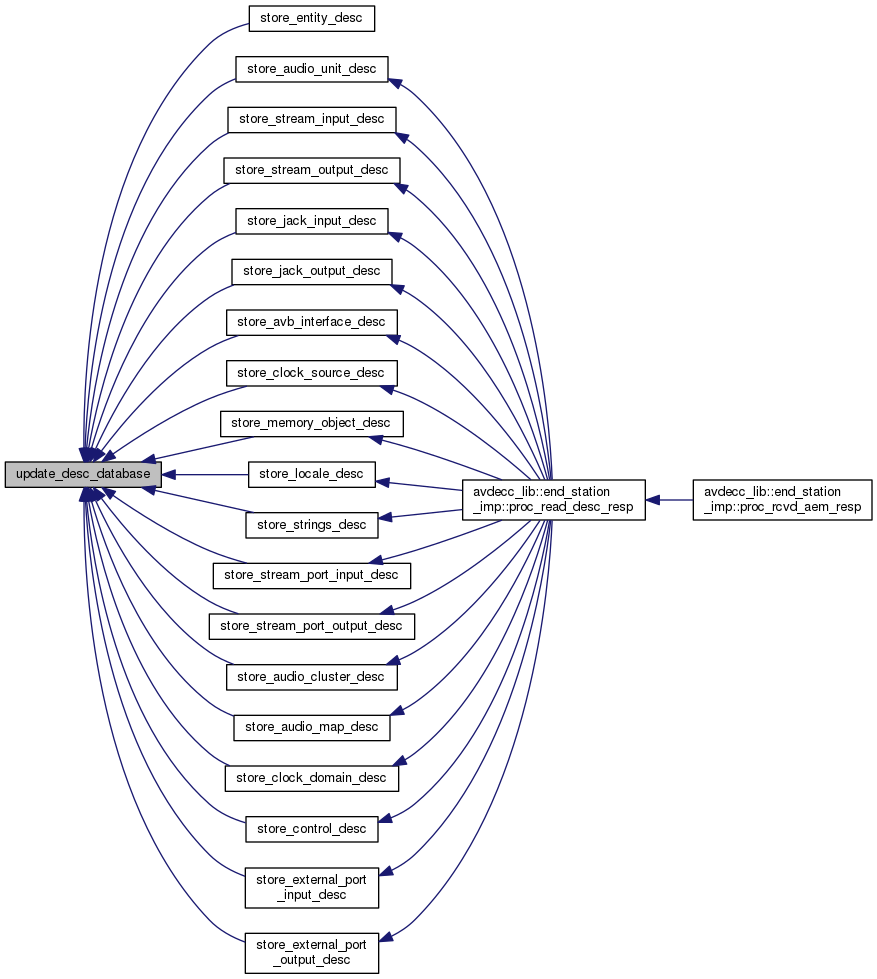 store_entity_desc
store_audio_unit_desc
store_stream_input_desc
store_stream_output_desc
store_jack_input_desc
store_jack_output_desc
store_avb_interface_desc
store_clock_source_desc
store_memory_object_desc
update_desc_database
store_locale_desc
avdecc_lib::end_station
_imp::proc_read_desc_resp
avdecc_lib::end_station
_imp::proc_rcvd_aem_resp
store_strings_desc
store_stream_port_input_desc
store_stream_port_output_desc
store_audio_cluster_desc
store_audio_map_desc
store_clock_domain_desc
store_control_desc
store_external_port
_input_desc
store_external_port
_output_desc